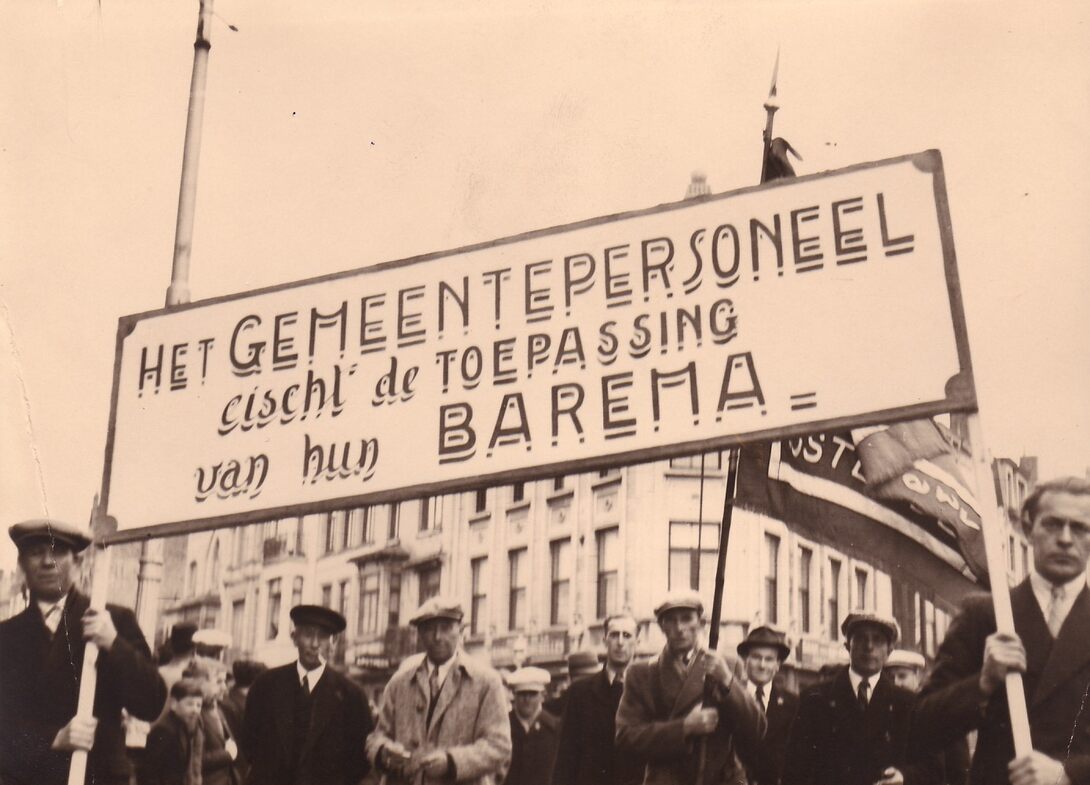 HET GEMEENTEPERSONEEL
eischt de TOEPASSING
van hun BAREMA